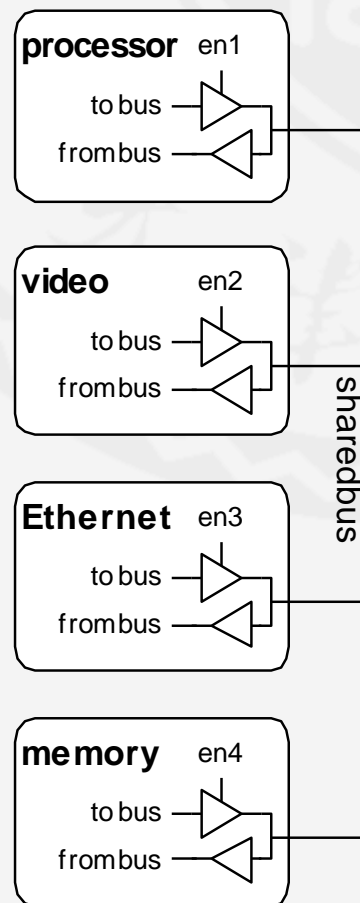 processor en1
to bus
from bus
video en2
to bus
from bus
shared bus
Ethernet en3
to bus
from bus
memory en4
to bus
from bus